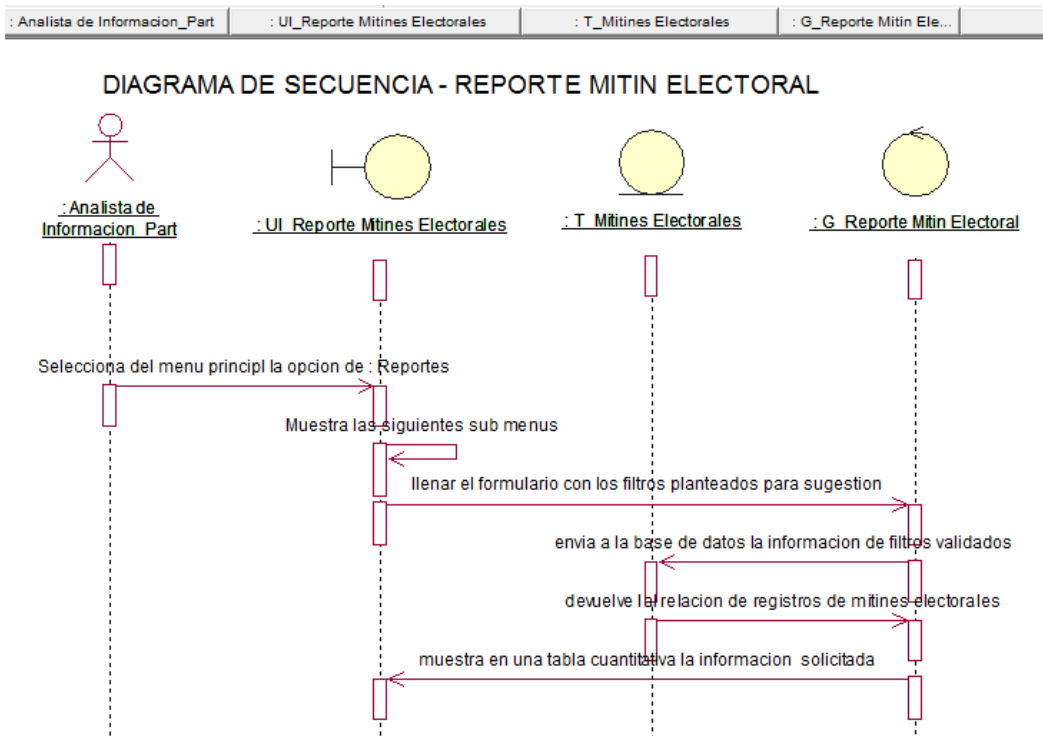 : Analista de Informacion_Part
: UI_Reporte Mitines Electorales
: T_Mitines Electorales
: G_Reporte Mitin Ele...
DIAGRAMA DE SECUENCIA - REPORTE MITIN ELECTORAL
: Analista de
Informacion_Part
: UI_Reporte Mitines Electorales
: T_Mitines Electorales
: G_Reporte Mitin Electoral
Selecciona del menu principl la opcion de : Reportes
Muestra las siguientes sub menus
llenar el formulario con los filtros planteados para sugestion
envia a la base de datos la informacion de filtros validados
devuelve lal relacion de registros de mitines electorales
muestra en una tabla cuantitativa la informacion solicitada